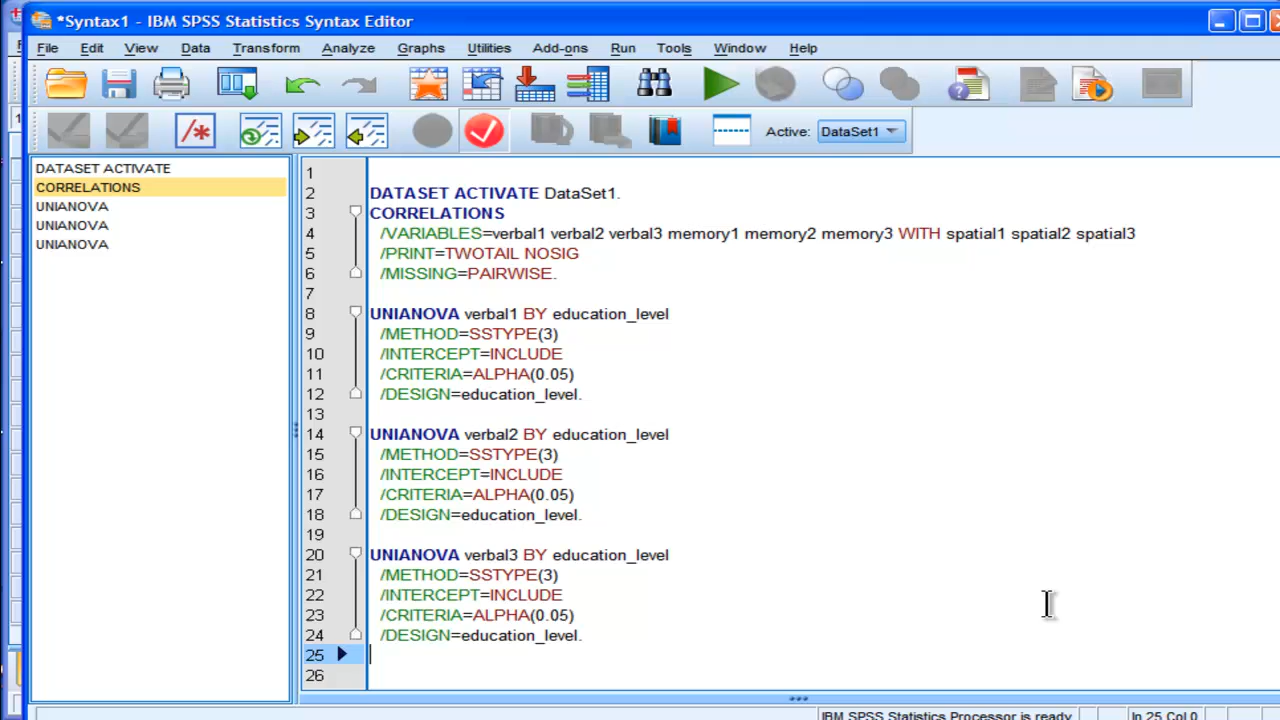 *Syntax1 - IBM SPSS Statistics Syntax Editor
File Edit View Data Transform Analyze Graphs Utilities Add-ons Run Tools Window Help
Active: DataSet1
DATASET ACTIVATE
CORRELATIONS
UNIANOVA
UNIANOVA
UNIANOVA
1
2 DATASET ACTIVATE DataSet1.
3 CORRELATIONS
4 /VARIABLES=verbal1 verbal2 verbal3 memory1 memory2 memory3 WITH spatial1 spatial2 spatial3
5 /PRINT=TWOTAIL NOSIG
6 /MISSING=PAIRWISE.
7
8 UNIANOVA verbal1 BY education_level
9 /METHOD=SSTYPE(3)
10 /INTERCEPT=INCLUDE
11 /CRITERIA=ALPHA(0.05)
12 /DESIGN=education_level.
13
14 UNIANOVA verbal2 BY education_level
15 /METHOD=SSTYPE(3)
16 /INTERCEPT=INCLUDE
17 /CRITERIA=ALPHA(0.05)
18 /DESIGN=education_level.
19
20 UNIANOVA verbal3 BY education_level
21 /METHOD=SSTYPE(3)
22 /INTERCEPT=INCLUDE
23 /CRITERIA=ALPHA(0.05)
24 /DESIGN=education_level.
25
26
IBM SPSS Statistics Processor is ready In 25 Col 0